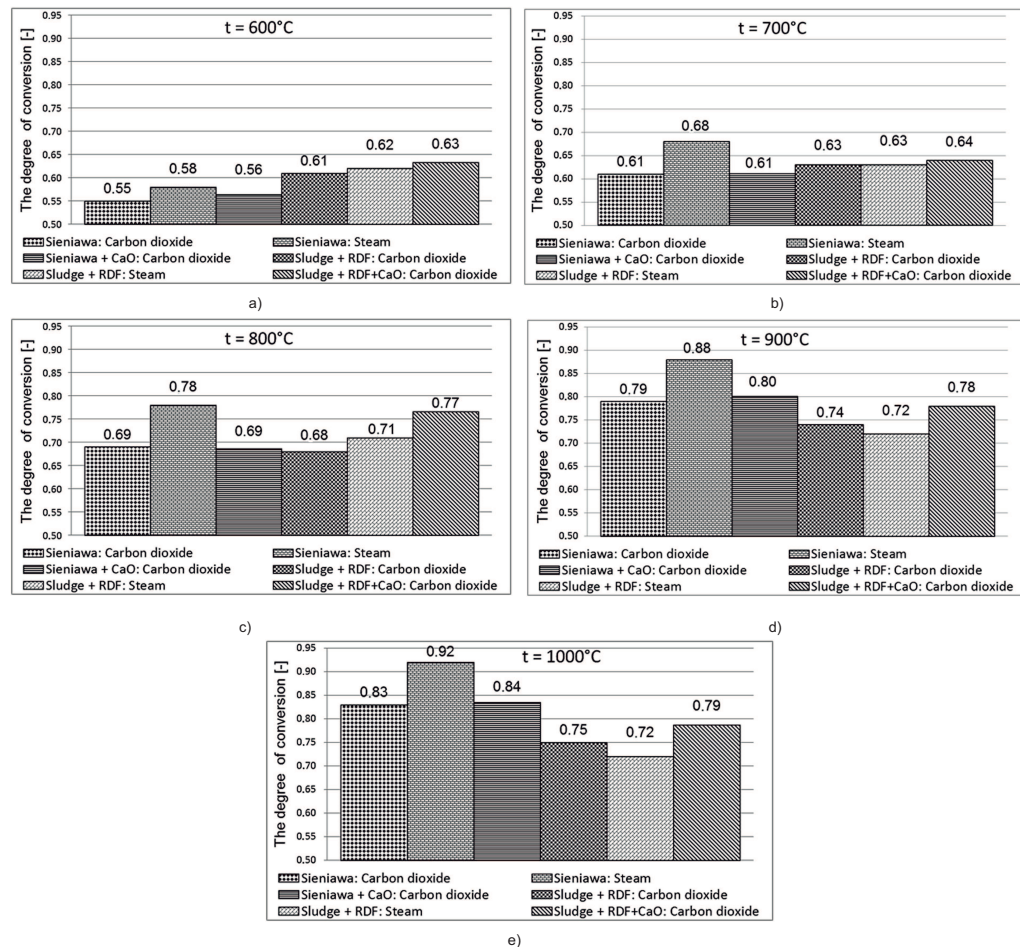 t = 600°C
The degree of conversion [-]
0.95
0.90
0.85
0.80
0.75
0.70
0.65
0.60
0.55
0.50
0.55
0.58
0.56
0.61
0.62
0.63
Sieniawa: Carbon dioxide
Sieniawa: Steam
Sieniawa + CaO: Carbon dioxide
Sludge + RDF: Carbon dioxide
Sludge + RDF: Steam
Sludge + RDF+CaO: Carbon dioxide
a)
t = 700°C
The degree of conversion [-]
0.95
0.90
0.85
0.80
0.75
0.70
0.65
0.60
0.55
0.50
0.61
0.68
0.61
0.63
0.63
0.64
Sieniawa: Carbon dioxide
Sieniawa: Steam
Sieniawa + CaO: Carbon dioxide
Sludge + RDF: Carbon dioxide
Sludge + RDF: Steam
Sludge + RDF+CaO: Carbon dioxide
b)
t = 800°C
The degree of conversion [-]
0.95
0.90
0.85
0.80
0.75
0.70
0.65
0.60
0.55
0.50
0.69
0.78
0.69
0.68
0.71
0.77
Sieniawa: Carbon dioxide
Sieniawa: Steam
Sieniawa + CaO: Carbon dioxide
Sludge + RDF: Carbon dioxide
Sludge + RDF: Steam
Sludge + RDF+CaO: Carbon dioxide
c)
t = 900°C
The degree of conversion [-]
0.95
0.90
0.85
0.80
0.75
0.70
0.65
0.60
0.55
0.50
0.79
0.88
0.80
0.74
0.72
0.78
Sieniawa: Carbon dioxide
Sieniawa: Steam
Sieniawa + CaO: Carbon dioxide
Sludge + RDF: Carbon dioxide
Sludge + RDF: Steam
Sludge + RDF+CaO: Carbon dioxide
d)
t = 1000°C
The degree of conversion [-]
0.95
0.90
0.85
0.80
0.75
0.70
0.65
0.60
0.55
0.50
0.83
0.92
0.84
0.75
0.72
0.79
Sieniawa: Carbon dioxide
Sieniawa: Steam
Sieniawa + CaO: Carbon dioxide
Sludge + RDF: Carbon dioxide
Sludge + RDF: Steam
Sludge + RDF+CaO: Carbon dioxide
e)